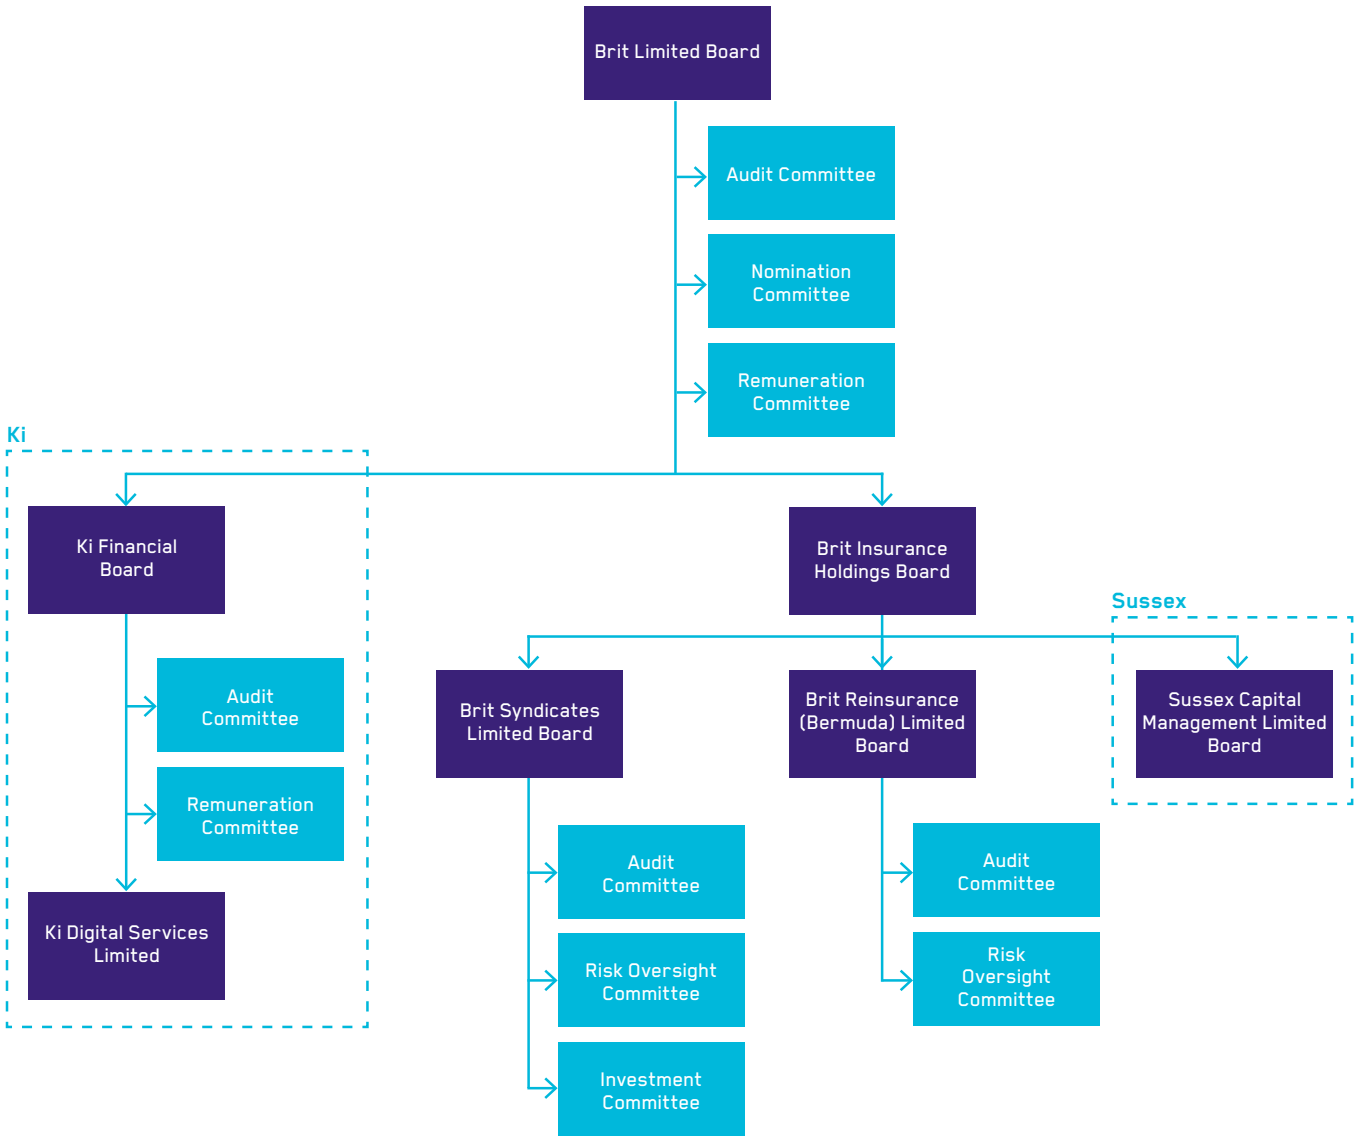 Brit Limited Board
Audit Committee
Nomination
Committee
Remuneration
Committee
Ki
Ki Financial
Board
Audit
Committee
Remuneration
Committee
Ki Digital Services
Limited
Brit Insurance
Holdings Board
Brit Syndicates
Limited Board
Audit
Committee
Risk Oversight
Committee
Investment
Committee
Brit Reinsurance
(Bermuda) Limited
Board
Audit
Committee
Risk
Oversight
Committee
Sussex
Sussex Capital
Management Limited
Board